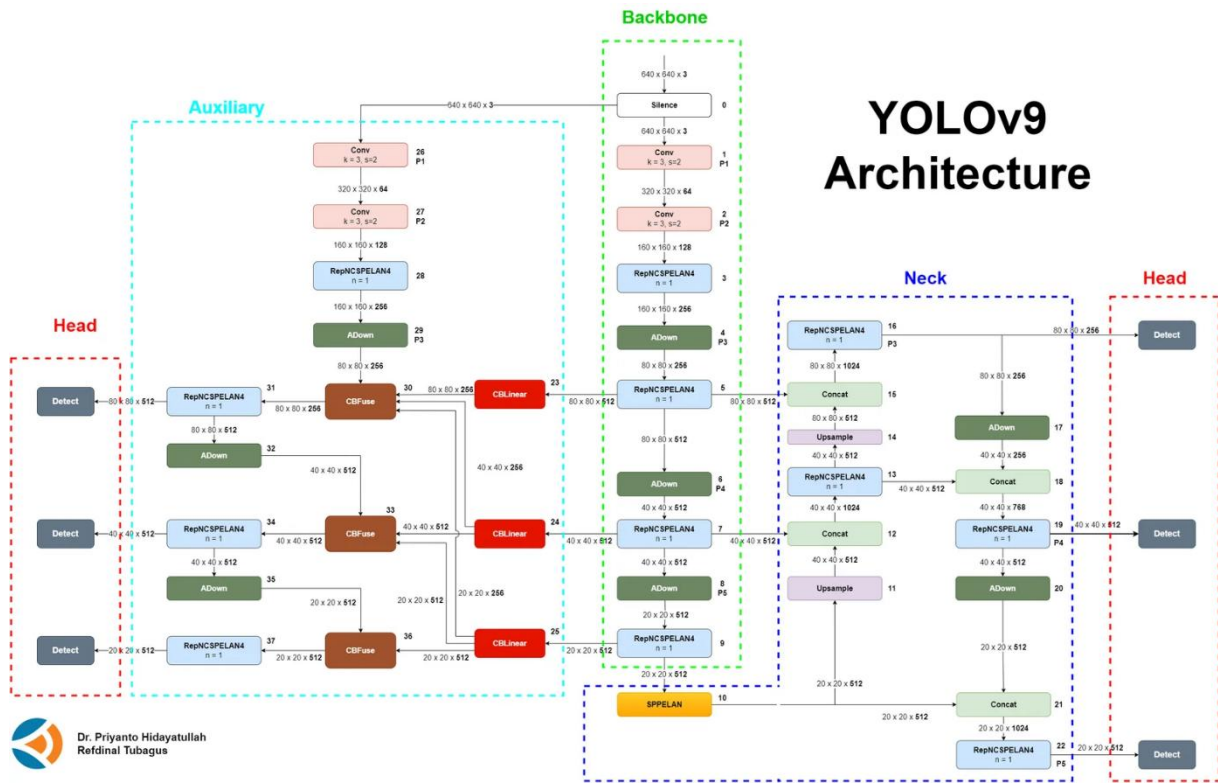 Backbone
YOLOv9
Architecture
640 x 640 x 3
Silence
0
640 x 640 x 3
640 x 640 x 3
Auxiliary
Conv
k = 3, s=2
26
P1
Conv
k = 3, s=2
1
P1
320 x 320 x 64
320 x 320 x 64
Conv
k = 3, s=2
27
P2
Conv
k = 3, s=2
2
P2
160 x 160 x 128
160 x 160 x 128
RepNCSPELAN4
n = 1
28
RepNCSPELAN4
n = 1
3
Neck
Head
160 x 160 x 256
160 x 160 x 256
Head
ADown
29
P3
ADown
4
P3
RepNCSPELAN4
n = 1
16
P3
80 x 80 x 256
Detect
80 x 80 x 256
80 x 80 x 256
80 x 80 x 1024
80 x 80 x 256
Detect
80 x 80 x 512
RepNCSPELAN4
n = 1
31
80 x 80 x 256
CBFuse
30
80 x 80 x 256
CBLinear
23
80 x 80 x 512
RepNCSPELAN4
n = 1
5
80 x 80 x 512
Concat
15
80 x 80 x 512
80 x 80 x 512
80 x 80 x 512
ADown
17
Upsample
14
ADown
32
40 x 40 x 512
40 x 40 x 256
40 x 40 x 512
40 x 40 x 256
ADown
6
P4
RepNCSPELAN4
n = 1
13
40 x 40 x 512
Concat
18
40 x 40 x 512
40 x 40 x 1024
40 x 40 x 768
Detect
40 x 40 x 512
RepNCSPELAN4
n = 1
34
40 x 40 x 512
CBFuse
33
40 x 40 x 512
CBLinear
24
40 x 40 x 512
RepNCSPELAN4
n = 1
7
40 x 40 x 512
Concat
12
RepNCSPELAN4
n = 1
19
P4
40 x 40 x 512
Detect
40 x 40 x 512
40 x 40 x 512
40 x 40 x 512
40 x 40 x 512
ADown
35
20 x 20 x 512
20 x 20 x 512
20 x 20 x 256
ADown
8
P5
Upsample
11
ADown
20
20 x 20 x 512
Detect
20 x 20 x 512
RepNCSPELAN4
n = 1
37
20 x 20 x 512
CBFuse
36
20 x 20 x 512
CBLinear
25
20 x 20 x 512
RepNCSPELAN4
n = 1
9
20 x 20 x 512
20 x 20 x 512
20 x 20 x 512
SPPELAN
10
20 x 20 x 512
Concat
21
20 x 20 x 1024
Dr. Priyanto Hidayatullah
Refdinal Tubagus
RepNCSPELAN4
n = 1
22
P5
20 x 20 x 512
Detect